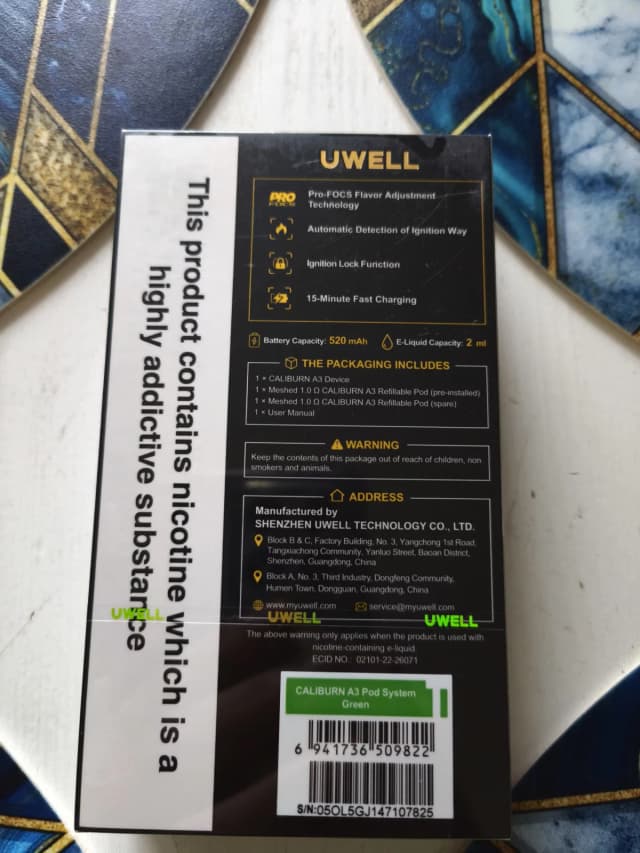 This product contains nicotine which is a
highly addictive substance
UWELL
PRO
FOCS
Pro-FOCS Flavor Adjustment
Technology
Automatic Detection of Ignition Way
Ignition Lock Function
15-Minute Fast Charging
Battery Capacity: 520 mAh
E-Liquid Capacity: 2 ml
THE PACKAGING INCLUDES
1 × CALIBURN A3 Device
1 × Meshed 1.0 Ω CALIBURN A3 Refillable Pod (pre-installed)
1 × Meshed 1.0 Ω CALIBURN A3 Refillable Pod (spare)
1 × User Manual
WARNING
Keep the contents of this package out of reach of children, non
smokers and animals.
ADDRESS
Manufactured by
SHENZHEN UWELL TECHNOLOGY CO., LTD.
Block B & C, Factory Building, No. 3, Yangchong 1st Road,
Tangxiachong Community, Yanluo Street, Baoan District,
Shenzhen, Guangdong, China
Block A, No. 3, Third Industry, Dongfeng Community,
Humen Town, Dongguan, Guangdong, China
www.myuwell.com service@myuwell.com
UWELL UWELL UWELL
The above warning only applies when the product is used with
nicotine-containing e-liquid
ECID NO.: 02101-22-26071
CALIBURN A3 Pod System
Green
6 941736 509822
S/N:05OL5GJ147107825